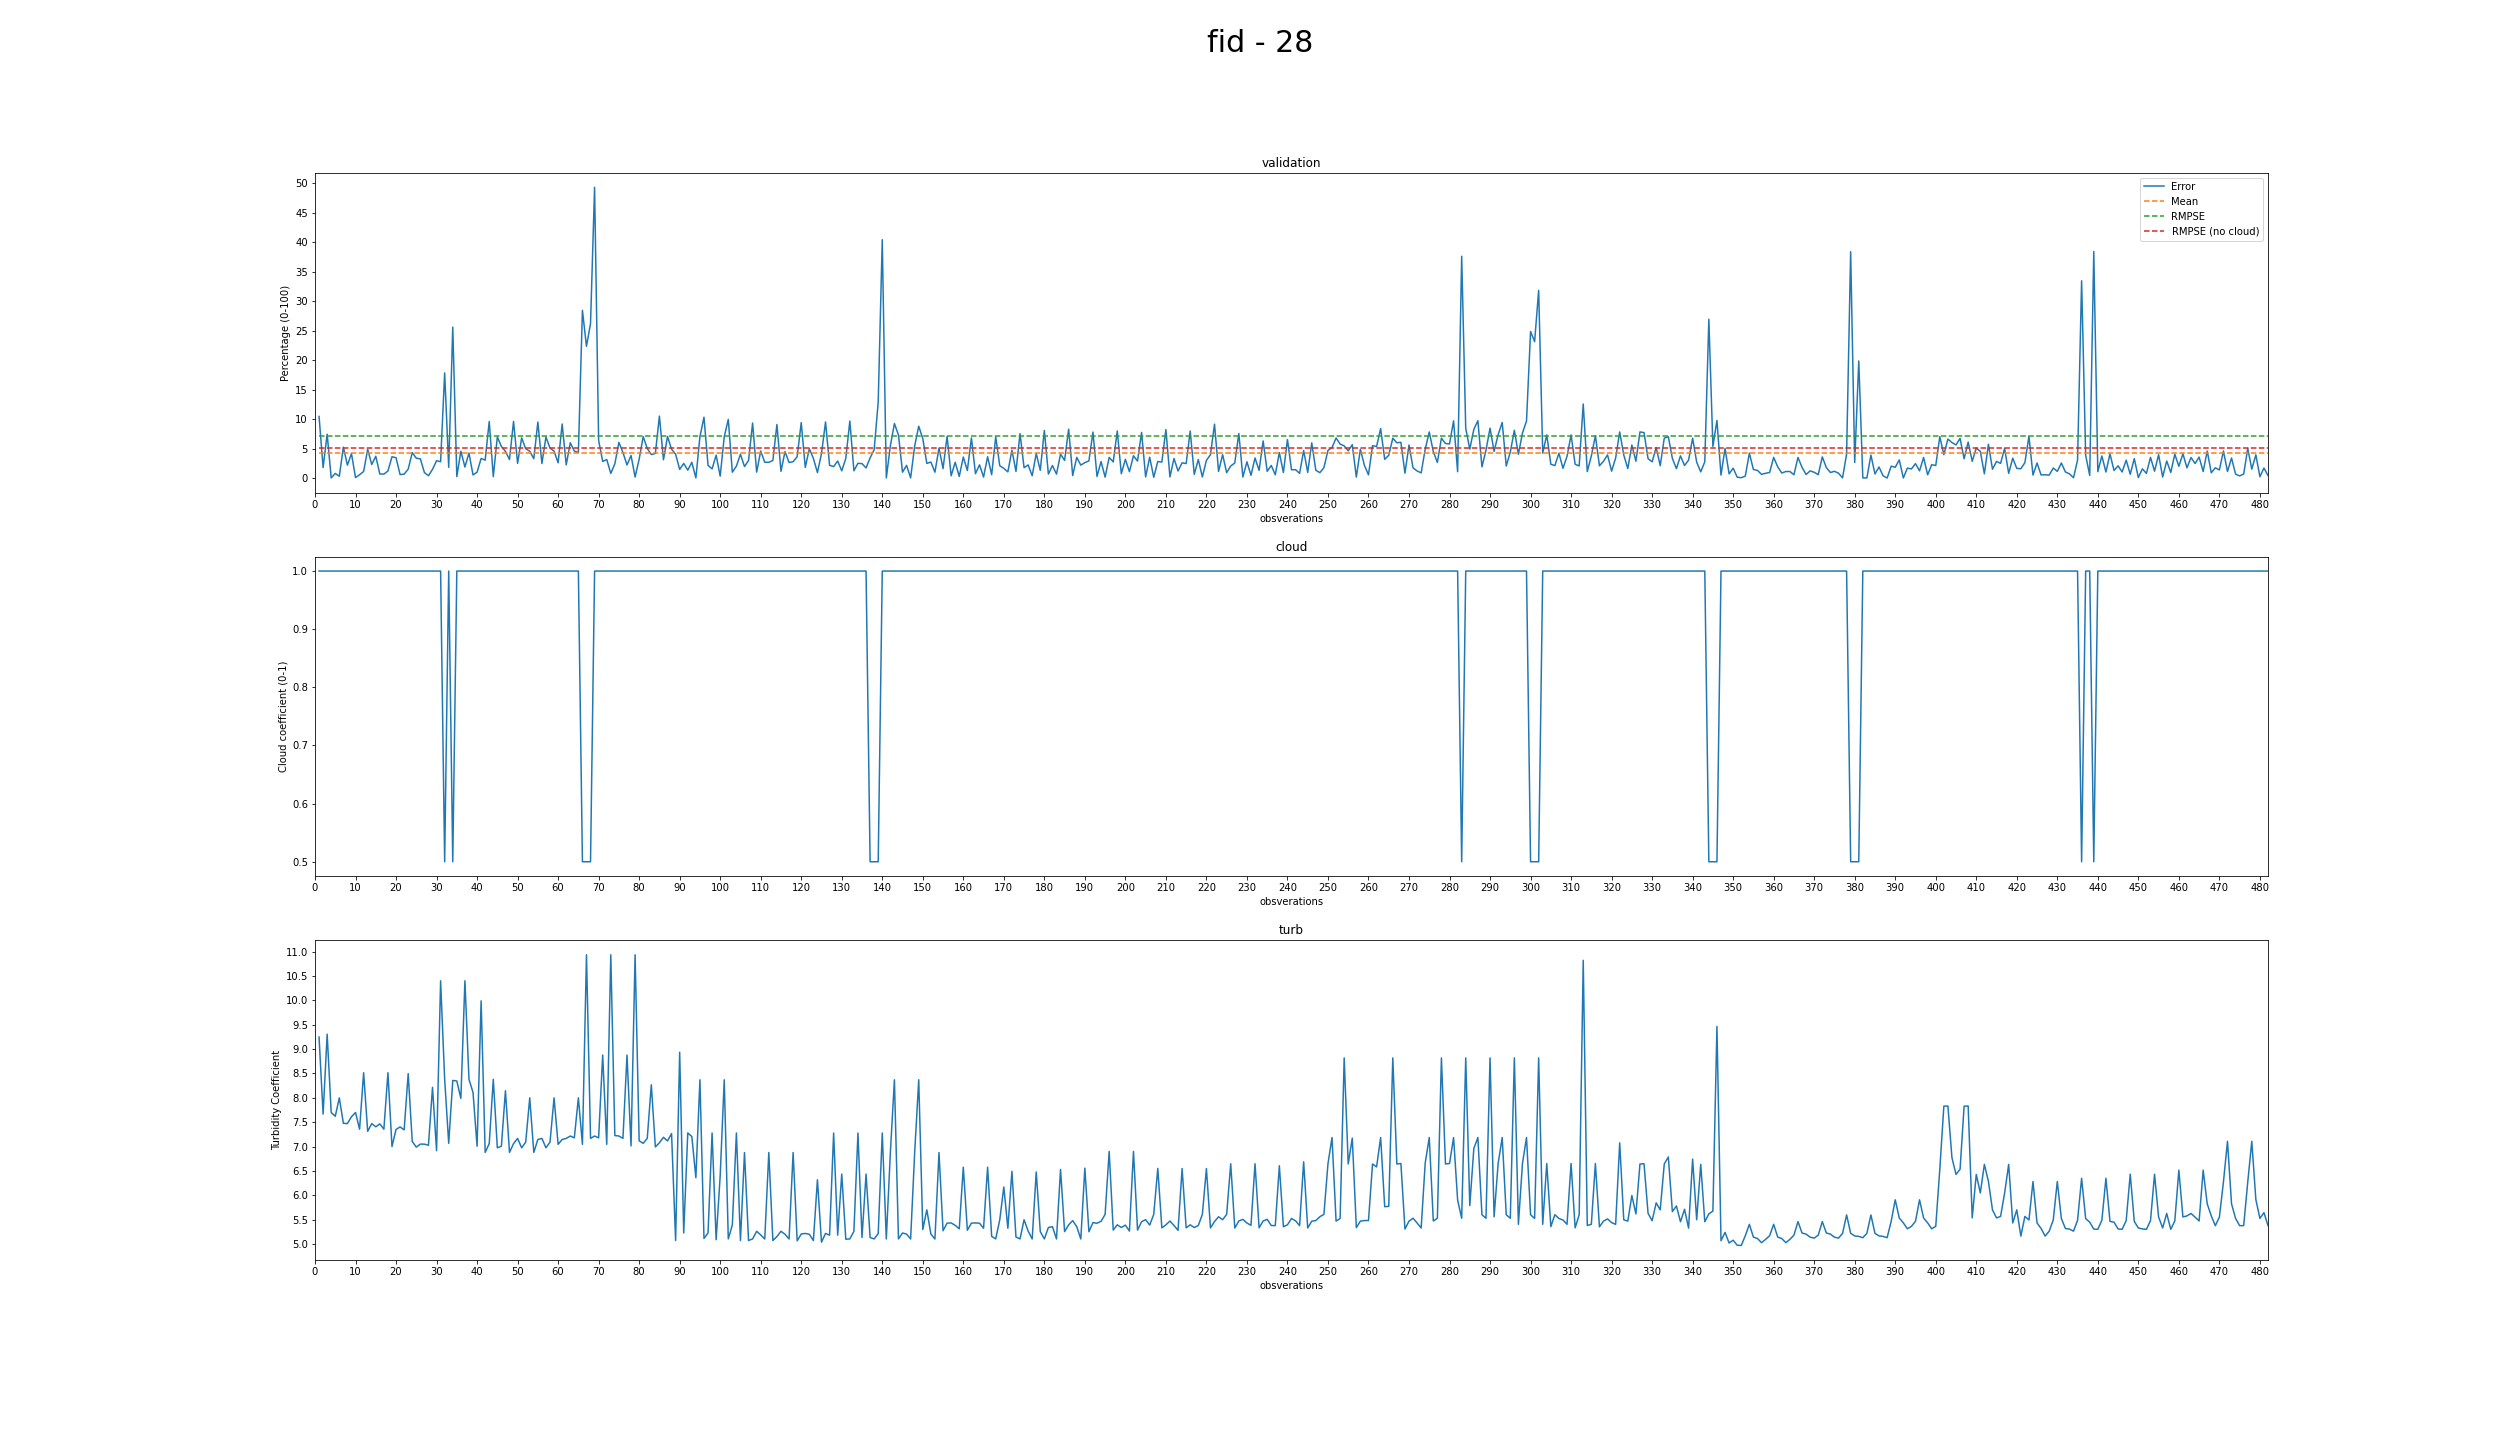 fid - 28
validation
50
45
40
35
30
25
20
15
10
5
0
Percentage (0-100)
Error
Mean
RMPSE
RMPSE (no cloud)
0 10 20 30 40 50 60 70 80 90 100 110 120 130 140 150 160 170 180 190 200 210 220 230 240 250 260 270 280 290 300 310 320 330 340 350 360 370 380 390 400 410 420 430 440 450 460 470 480
obsverations
cloud
1.0
0.9
0.8
0.7
0.6
0.5
Cloud coefficient (0-1)
0 10 20 30 40 50 60 70 80 90 100 110 120 130 140 150 160 170 180 190 200 210 220 230 240 250 260 270 280 290 300 310 320 330 340 350 360 370 380 390 400 410 420 430 440 450 460 470 480
obsverations
turb
11.0
10.5
10.0
9.5
9.0
8.5
8.0
7.5
7.0
6.5
6.0
5.5
5.0
Turbidity Coefficient
0 10 20 30 40 50 60 70 80 90 100 110 120 130 140 150 160 170 180 190 200 210 220 230 240 250 260 270 280 290 300 310 320 330 340 350 360 370 380 390 400 410 420 430 440 450 460 470 480
obsverations